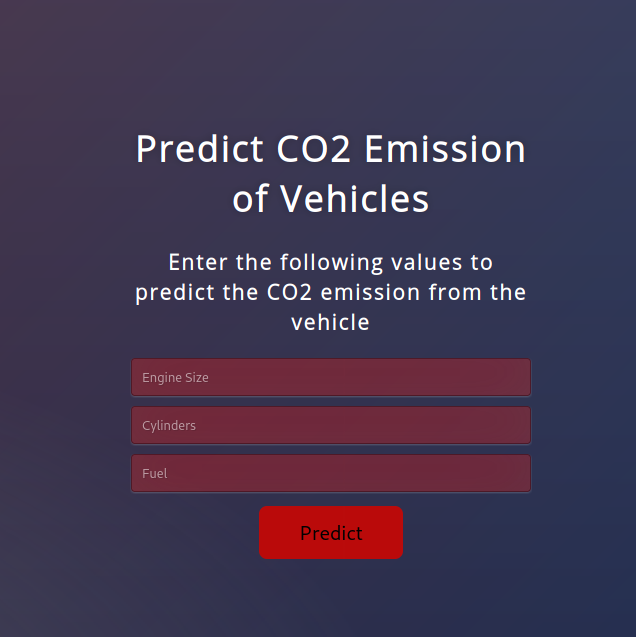 Predict CO2 Emission
of Vehicles
Enter the following values to
predict the CO2 emission from the
vehicle
Engine Size
Cylinders
Fuel
Predict